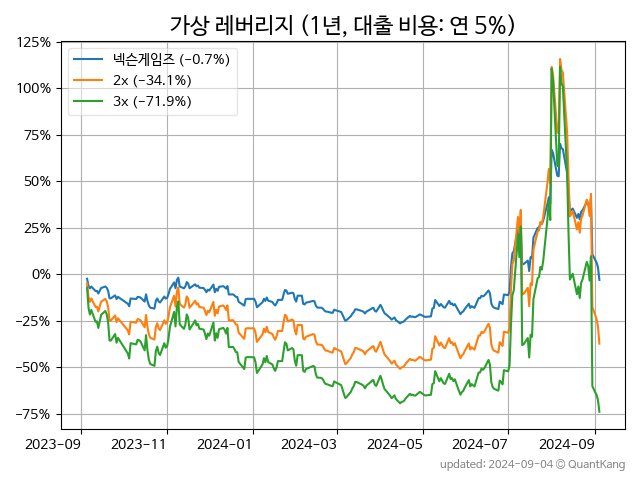 가상 레버리지 (1년, 대출 비용: 연 5%)
넥슨게임즈 (−0.7%)
2x (−34.1%)
3x (−71.9%)
125%
100%
75%
50%
25%
0%
−25%
−50%
−75%
2023-09 2023-11 2024-01 2024-03 2024-05 2024-07 2024-09
updated: 2024-09-04 © QuantKang